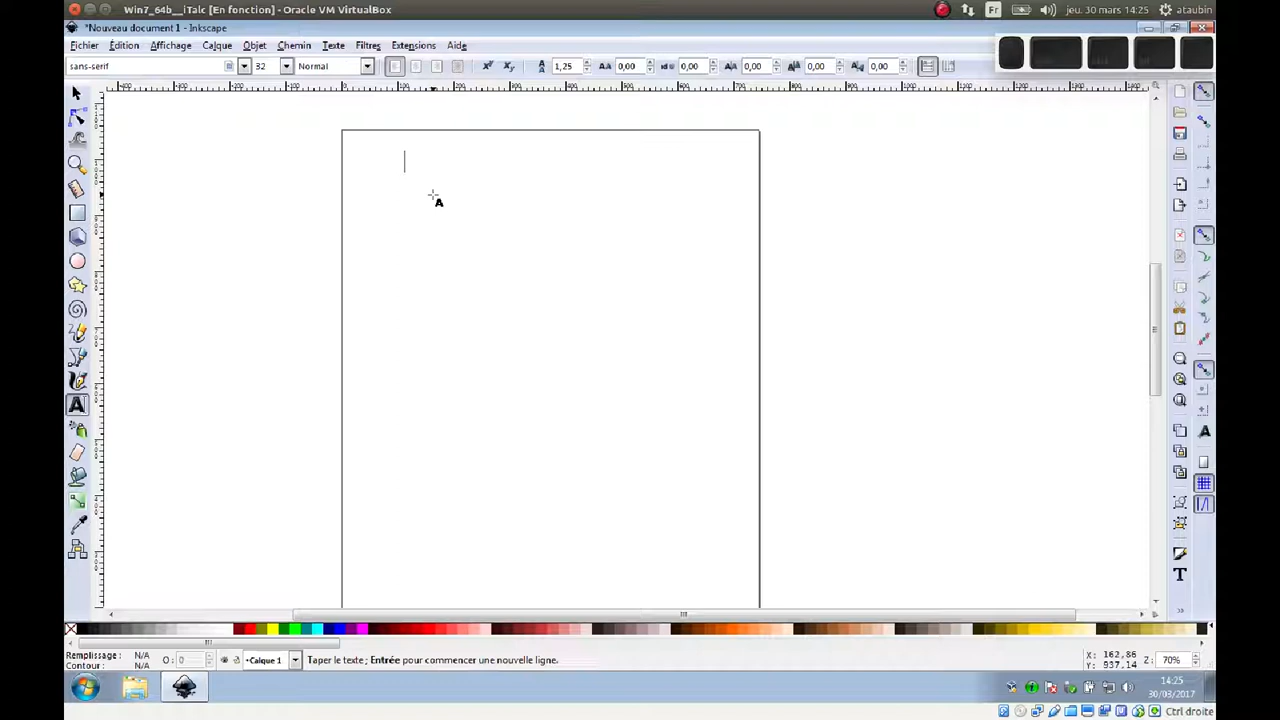 Win7_64b__iTalc [En fonction] - Oracle VM VirtualBox
Fr
jeu. 30 mars 14:25
ataubin
*Nouveau document 1 - Inkscape
Fichier Édition Affichage Calque Objet Chemin Texte Filtres Extensions Aide
sans-serif 32 Normal 1,25 0,00 0,00 0,00 0,00 0,00
A
Remplissage : N/A O: 0 Calque 1 Taper le texte ; Entrée pour commencer une nouvelle ligne. X: 162,86 Z: 70%
Contour : N/A Y: 937,14
14:25
30/03/2017
Ctrl droite